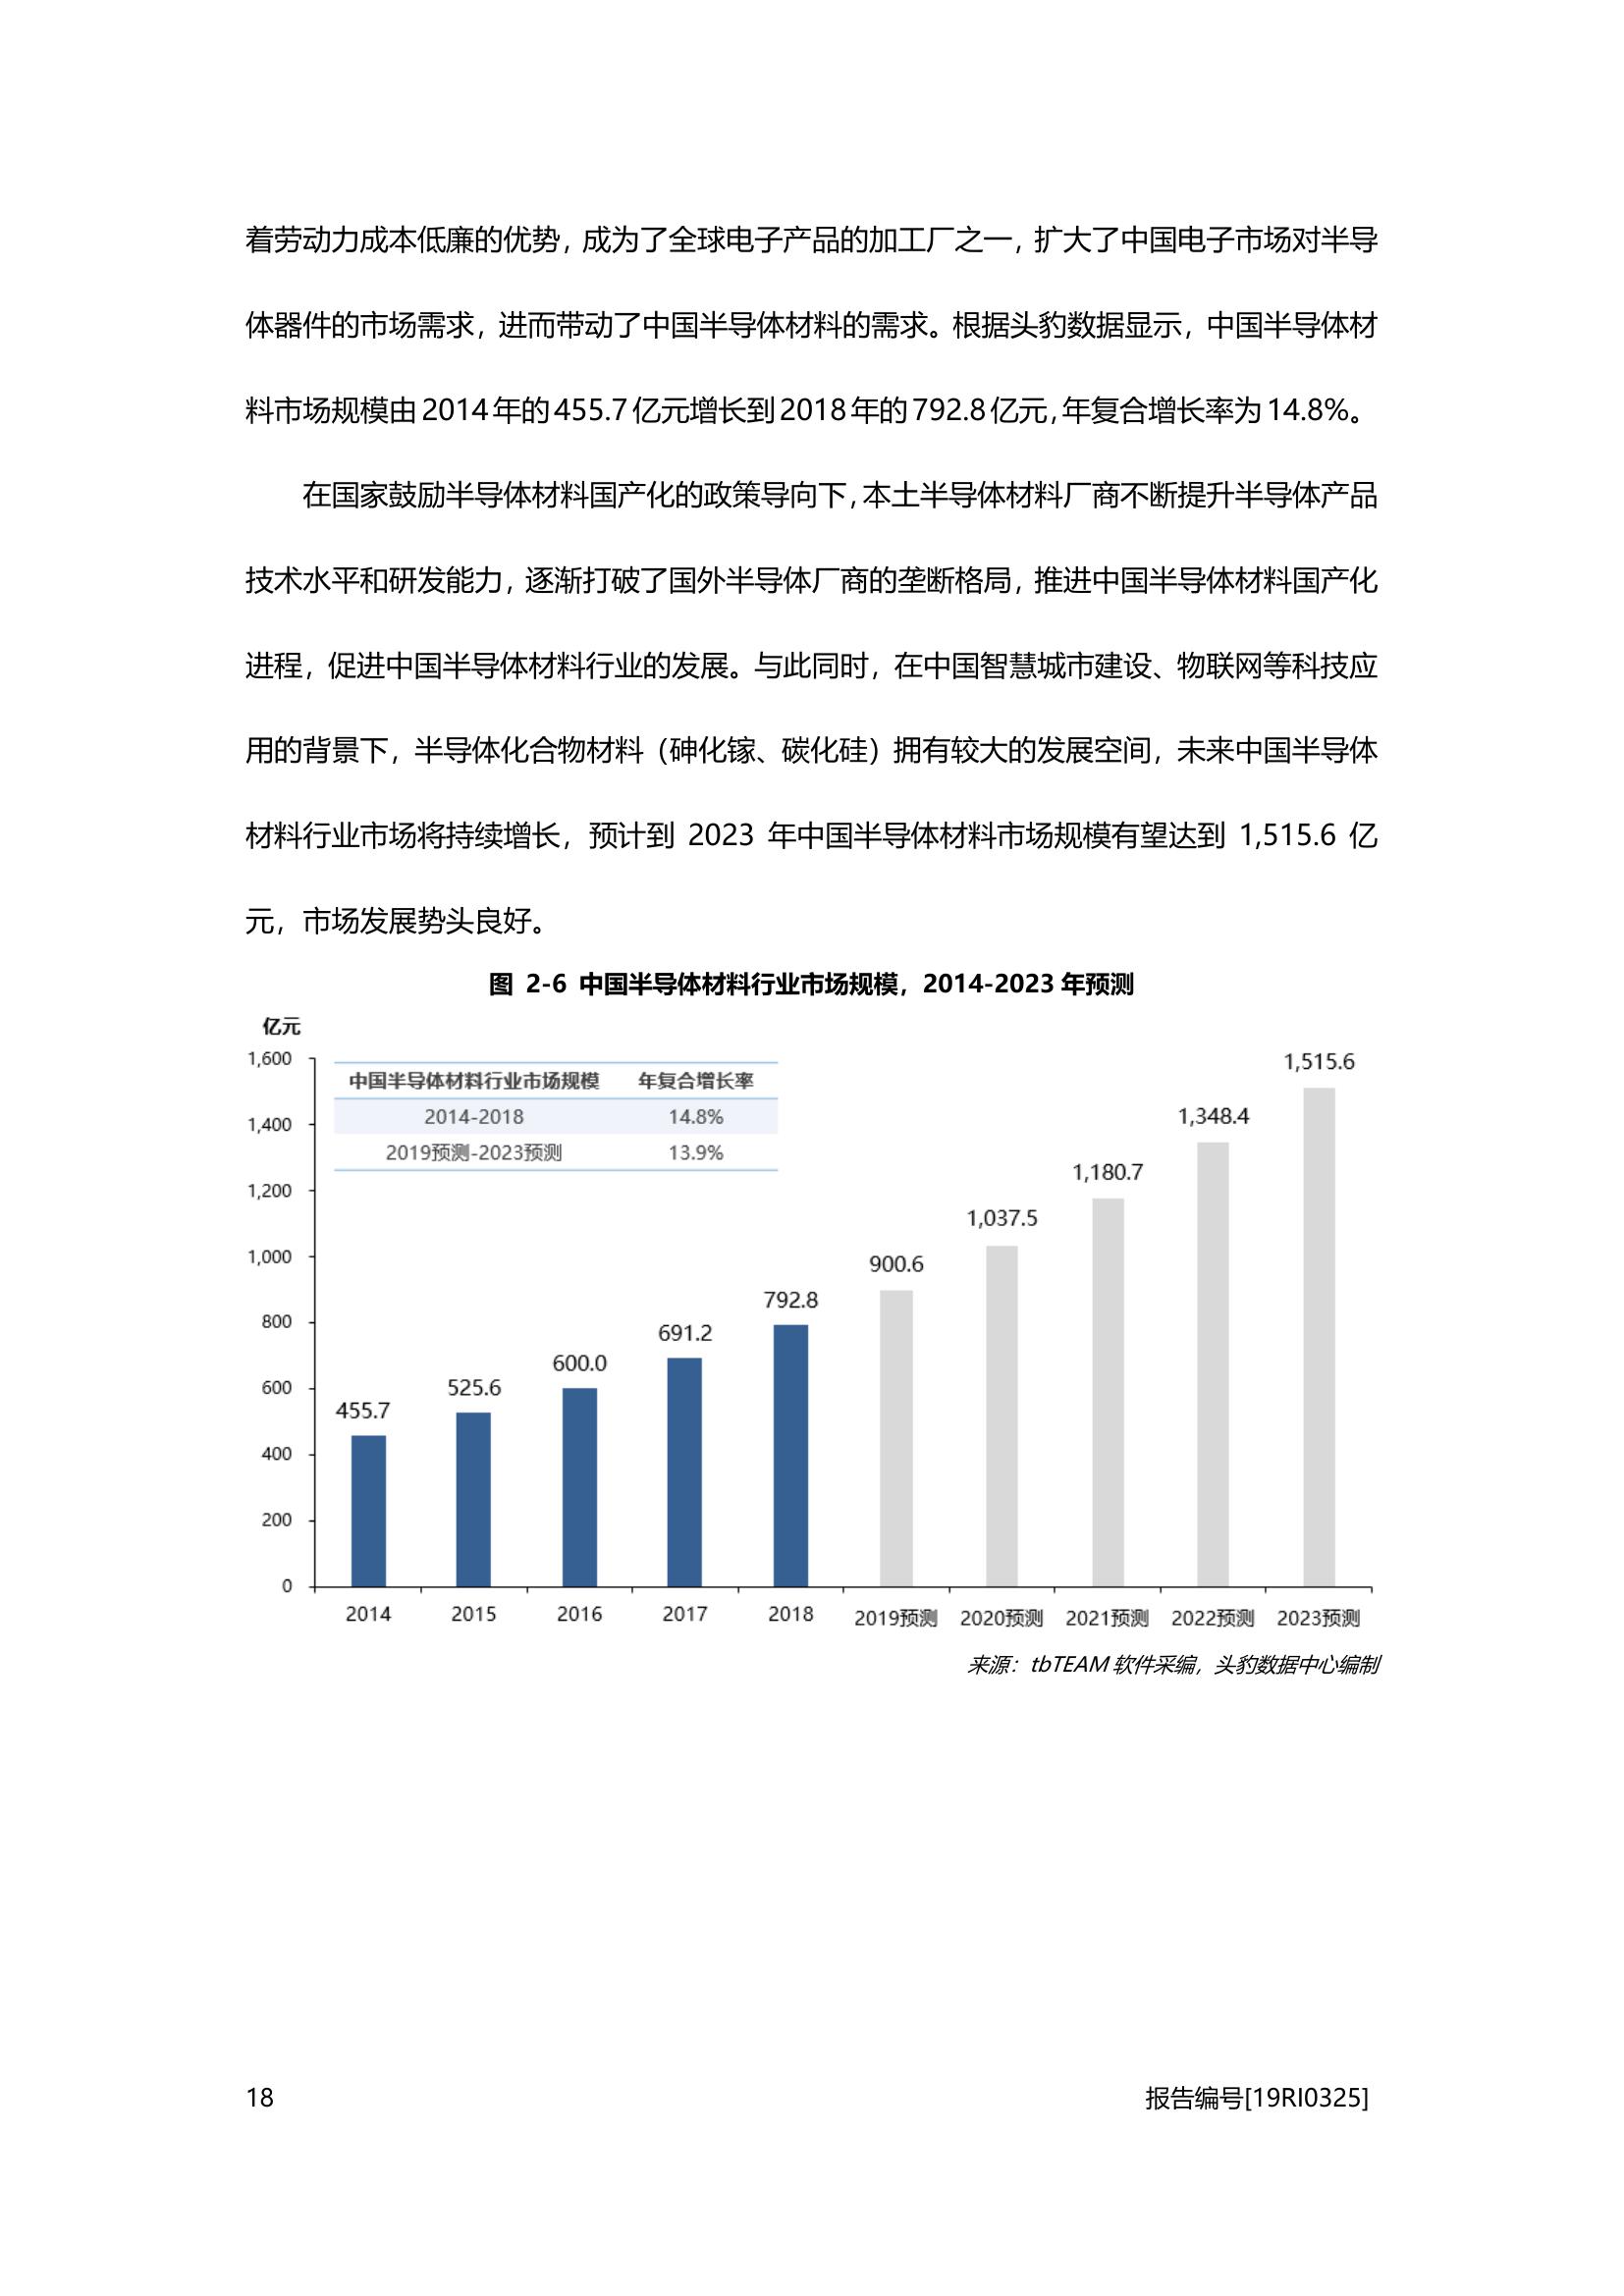 着劳动力成本低廉的优势，成为了全球电子产品的加工厂之一，扩大了中国电子市场对半导
体器件的市场需求，进而带动了中国半导体材料的需求。根据头豹数据显示，中国半导体材
料市场规模由 2014 年的 455.7 亿元增长到 2018 年的 792.8 亿元，年复合增长率为 14.8%。
在国家鼓励半导体材料国产化的政策导向下，本土半导体材料厂商不断提升半导体产品
技术水平和研发能力，逐渐打破了国外半导体厂商的垄断格局，推进中国半导体材料国产化
进程，促进中国半导体材料行业的发展。与此同时，在中国智慧城市建设、物联网等科技应
用的背景下，半导体化合物材料（砷化镓、碳化硅）拥有较大的发展空间，未来中国半导体
材料行业市场将持续增长，预计到 2023 年中国半导体材料市场规模有望达到 1,515.6 亿
元，市场发展势头良好。
图 2-6 中国半导体材料行业市场规模，2014-2023 年预测
亿元
1,600
1,400
1,200
1,000
800
600
400
200
0
中国半导体材料行业市场规模 年复合增长率
2014-2018 14.8%
2019预测-2023预测 13.9%
455.7
525.6
600.0
691.2
792.8
900.6
1,037.5
1,180.7
1,348.4
1,515.6
2014 2015 2016 2017 2018 2019预测 2020预测 2021预测 2022预测 2023预测
来源：tbTEAM 软件采编，头豹数据中心编制
18 报告编号[19RI0325]